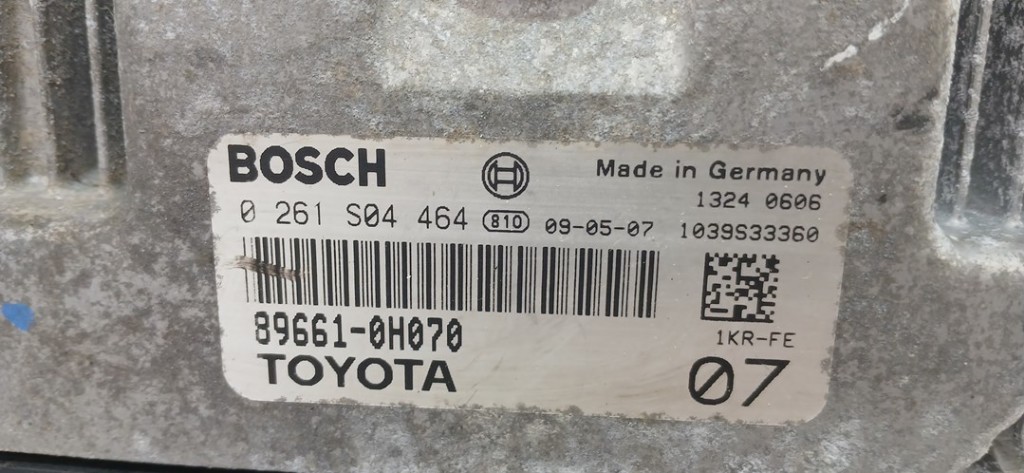 BOSCH Made in Germany
1324 0606
0 261 S04 464 810 09-05-07 1039S33360
89661-0H070
1KR-FE
TOYOTA 07